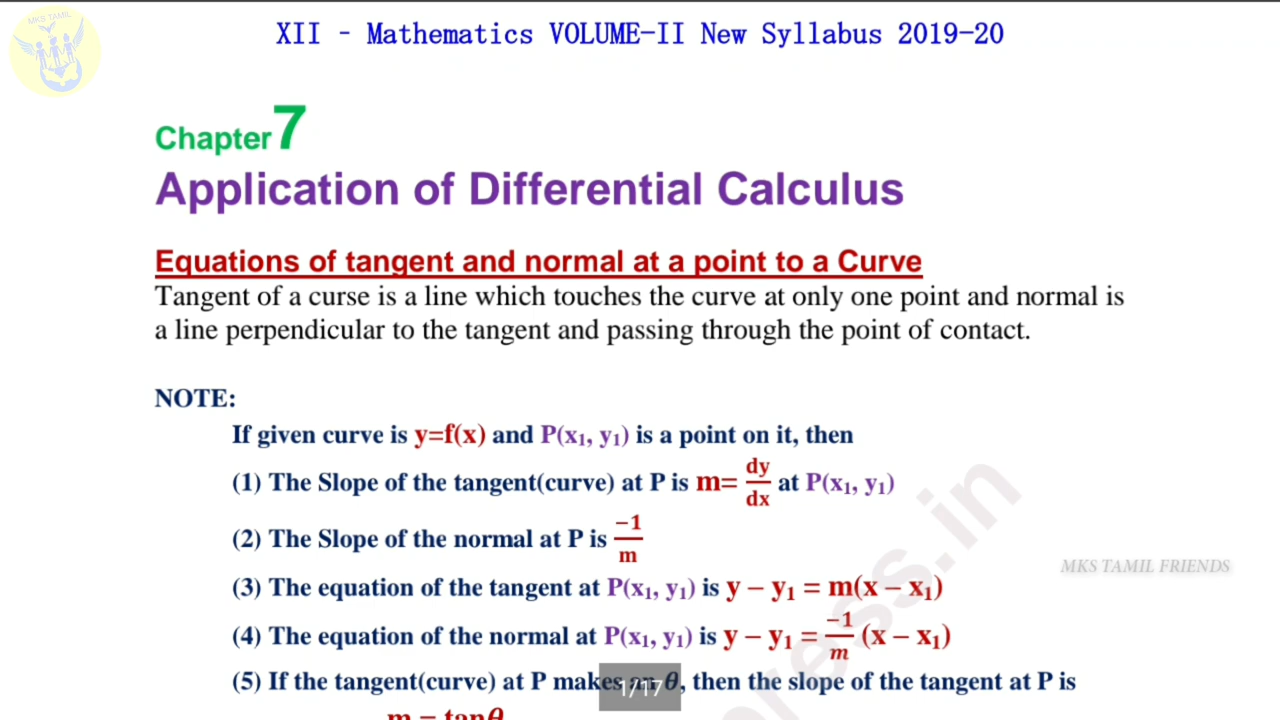 MKS TAMIL
XII - Mathematics VOLUME-II New Syllabus 2019-20
Chapter 7
Application of Differential Calculus
Equations of tangent and normal at a point to a Curve
Tangent of a curse is a line which touches the curve at only one point and normal is
a line perpendicular to the tangent and passing through the point of contact.
NOTE:
If given curve is y=f(x) and P(x₁, y₁) is a point on it, then
(1) The Slope of the tangent(curve) at P is m= dy/dx at P(x₁, y₁)
(2) The Slope of the normal at P is −1/m
(3) The equation of the tangent at P(x₁, y₁) is y − y₁ = m(x − x₁)
(4) The equation of the normal at P(x₁, y₁) is y − y₁ = −1/m (x − x₁)
(5) If the tangent(curve) at P makes an θ, then the slope of the tangent at P is
m = tanθ
1/17
MKS TAMIL FRIENDS
ress.in